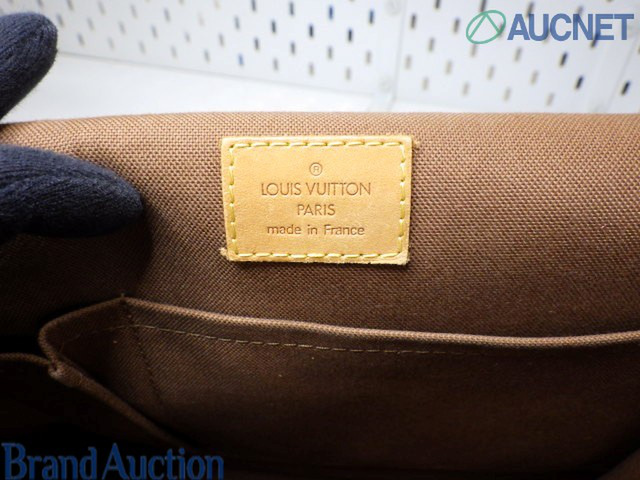 AUCNET
®
LOUIS VUITTON
PARIS
made in France
Brand Auction